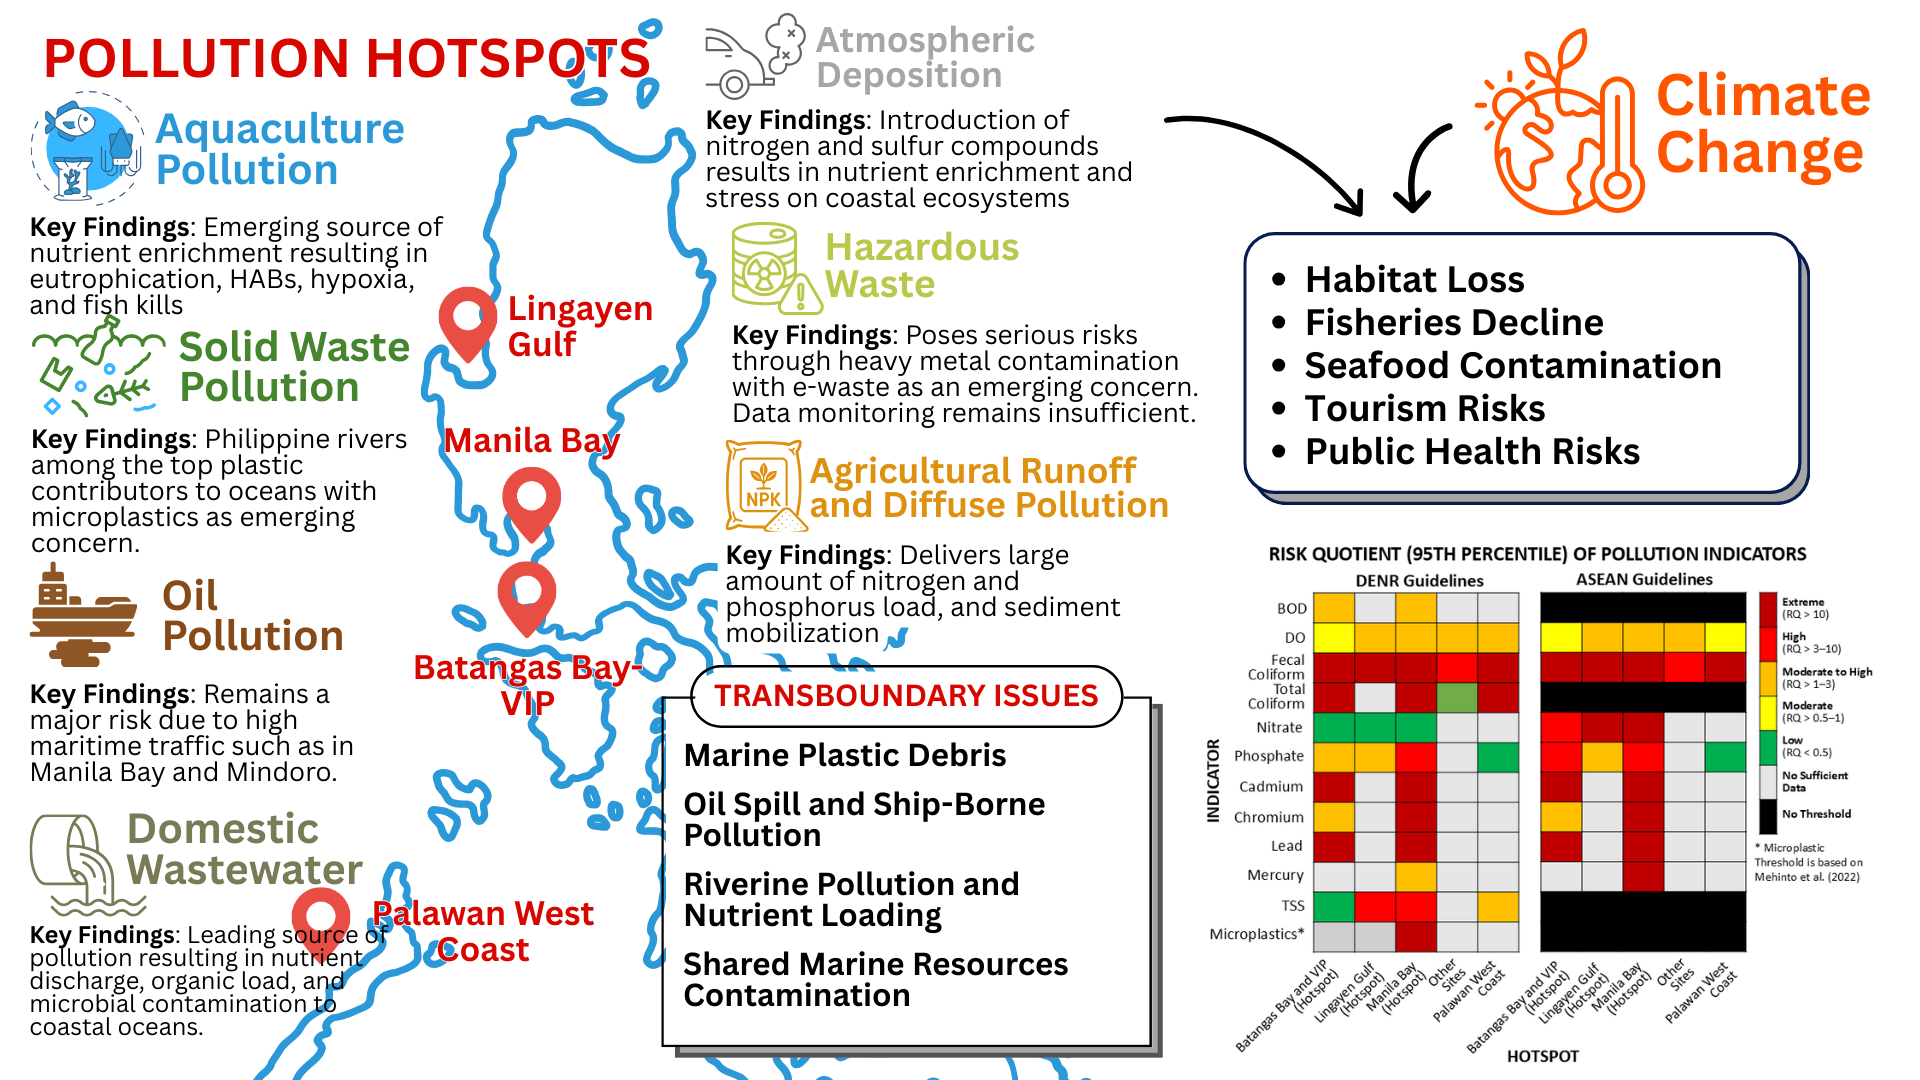 POLLUTION HOTSPOTS
Aquaculture
Pollution
Key Findings: Emerging source of
nutrient enrichment resulting in
eutrophication, HABs, hypoxia,
and fish kills
Solid Waste
Pollution
Key Findings: Philippine rivers
among the top plastic
contributors to oceans with
microplastics as emerging
concern.
Oil
Pollution
Key Findings: Remains a
major risk due to high
maritime traffic such as in
Manila Bay and Mindoro.
Domestic
Wastewater
Key Findings: Leading source of
pollution resulting in nutrient
discharge, organic load, and
microbial contamination to
coastal oceans.
Lingayen
Gulf
Manila Bay
Batangas Bay-
VIP
Palawan West
Coast
Atmospheric
Deposition
Key Findings: Introduction of
nitrogen and sulfur compounds
results in nutrient enrichment and
stress on coastal ecosystems
Hazardous
Waste
Key Findings: Poses serious risks
through heavy metal contamination
with e-waste as an emerging concern.
Data monitoring remains insufficient.
NPK
Agricultural Runoff
and Diffuse Pollution
Key Findings: Delivers large
amount of nitrogen and
phosphorus load, and sediment
mobilization
TRANSBOUNDARY ISSUES
Marine Plastic Debris
Oil Spill and Ship-Borne
Pollution
Riverine Pollution and
Nutrient Loading
Shared Marine Resources
Contamination
Climate
Change
• Habitat Loss
• Fisheries Decline
• Seafood Contamination
• Tourism Risks
• Public Health Risks
RISK QUOTIENT (95TH PERCENTILE) OF POLLUTION INDICATORS
DENR Guidelines
ASEAN Guidelines
INDICATOR
BOD
DO
Fecal
Coliform
Total
Coliform
Nitrate
Phosphate
Cadmium
Chromium
Lead
Mercury
TSS
Microplastics*
Batangas Bay and VIP
(Hotspot)
Lingayen Gulf
(Hotspot)
Manila Bay
(Hotspot)
Other
Sites
Palawan West
Coast
Batangas Bay and VIP
(Hotspot)
Lingayen Gulf
(Hotspot)
Manila Bay
(Hotspot)
Other
Sites
Palawan West
Coast
HOTSPOT
Extreme
(RQ > 10)
High
(RQ > 3–10)
Moderate to High
(RQ > 1–3)
Moderate
(RQ > 0.5–1)
Low
(RQ < 0.5)
No Sufficient
Data
No Threshold
* Microplastic
Threshold is based on
Mehinto et al. (2022)